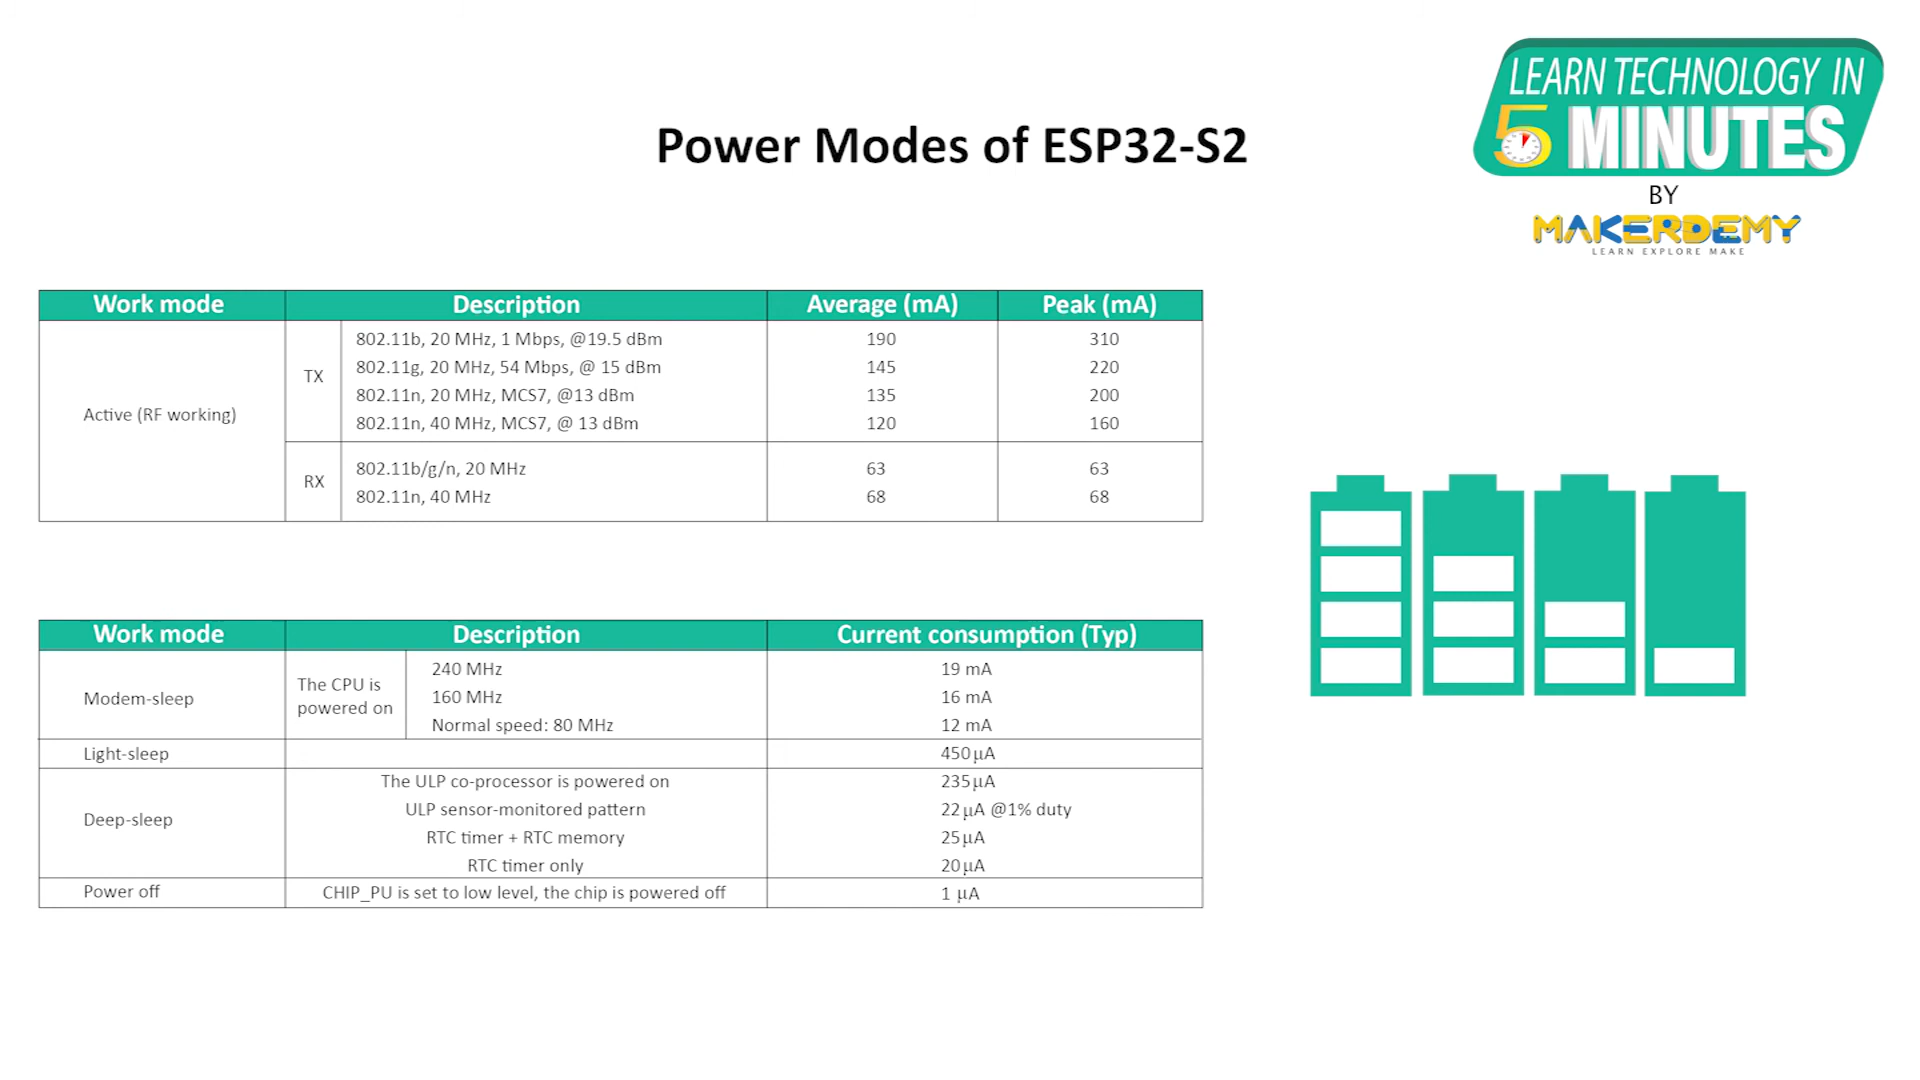 LEARN TECHNOLOGY IN
5 MINUTES
BY
MAKERDEMY
LEARN EXPLORE MAKE
Power Modes of ESP32-S2
Work mode Description Average (mA) Peak (mA)
Active (RF working)
TX
802.11b, 20 MHz, 1 Mbps, @19.5 dBm 190 310
802.11g, 20 MHz, 54 Mbps, @ 15 dBm 145 220
802.11n, 20 MHz, MCS7, @13 dBm 135 200
802.11n, 40 MHz, MCS7, @ 13 dBm 120 160
RX
802.11b/g/n, 20 MHz 63 63
802.11n, 40 MHz 68 68
Work mode Description Current consumption (Typ)
Modem-sleep
The CPU is
powered on
240 MHz 19 mA
160 MHz 16 mA
Normal speed: 80 MHz 12 mA
Light-sleep 450 µA
Deep-sleep
The ULP co-processor is powered on 235 µA
ULP sensor-monitored pattern 22 µA @1% duty
RTC timer + RTC memory 25 µA
RTC timer only 20 µA
Power off CHIP_PU is set to low level, the chip is powered off 1 µA